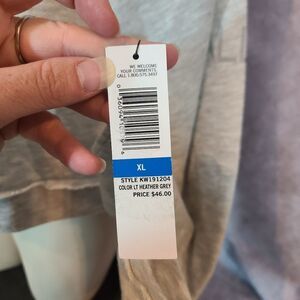 WE WELCOME
YOUR COMMENTS.
CALL 1.800.575.3497
XL
STYLE KW191204
COLOR LT HEATHER GREY
PRICE $46.00